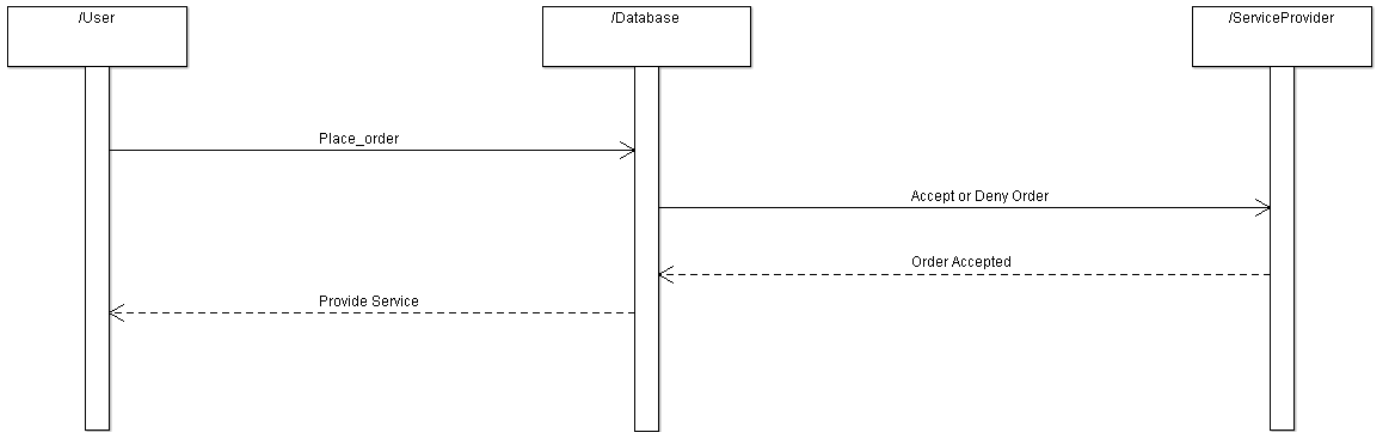 /User
/Database
/ServiceProvider
Place_order
Accept or Deny Order
Order Accepted
Provide Service